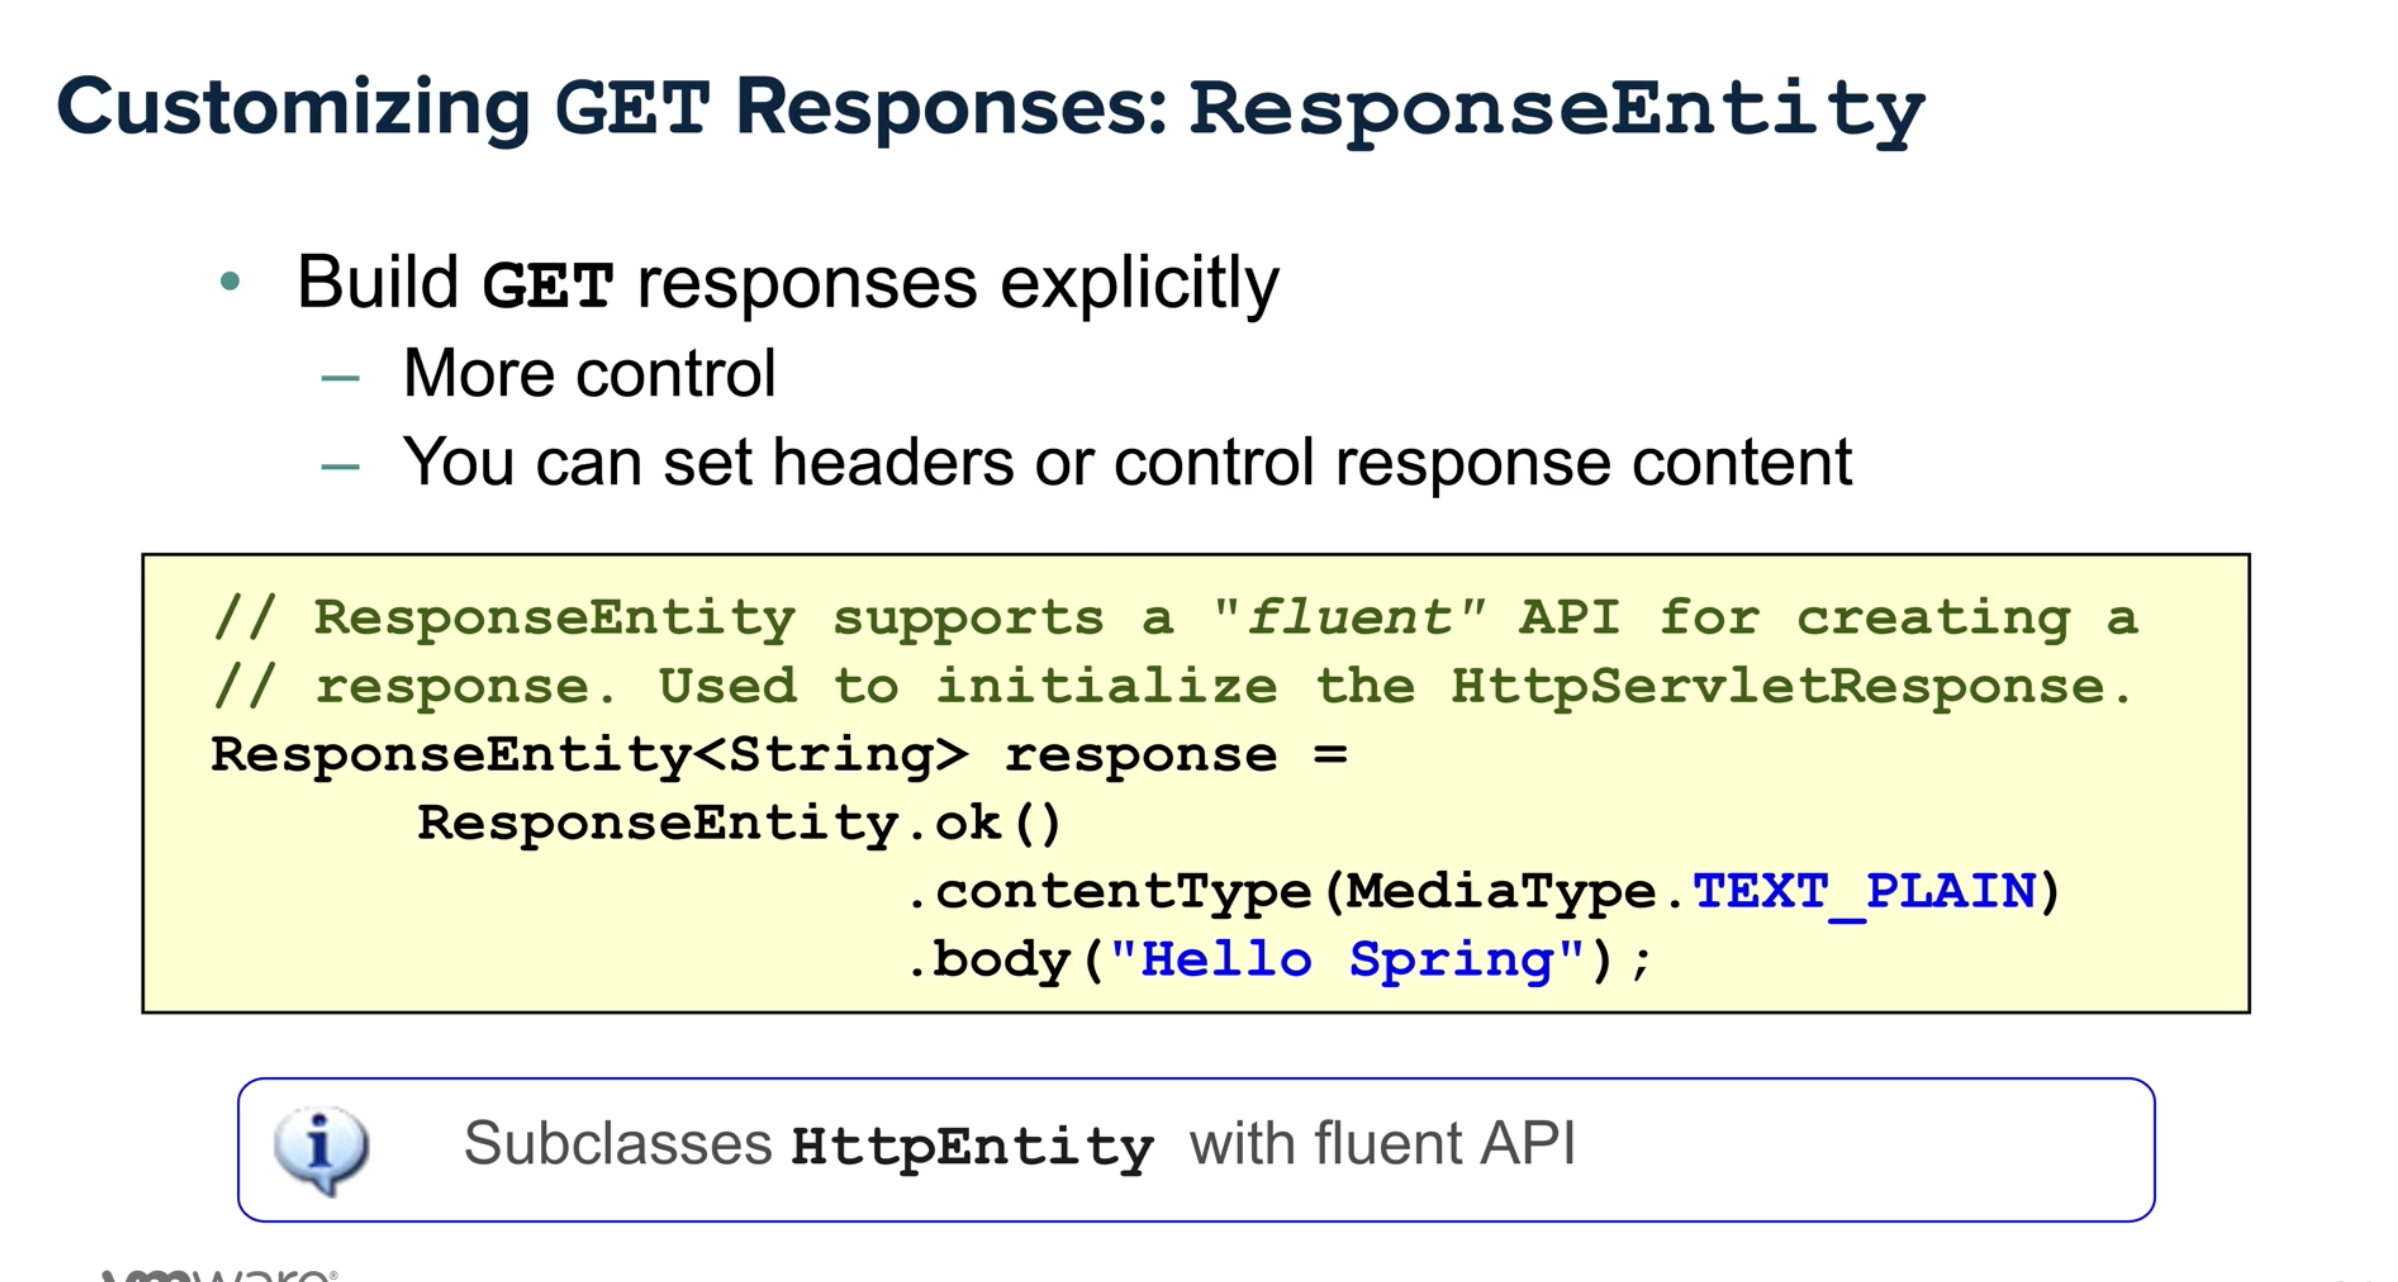 Customizing GET Responses: ResponseEntity
• Build GET responses explicitly
– More control
– You can set headers or control response content
// ResponseEntity supports a "fluent" API for creating a
// response. Used to initialize the HttpServletResponse.
ResponseEntity<String> response =
ResponseEntity.ok()
.contentType(MediaType.TEXT_PLAIN)
.body("Hello Spring");
i
Subclasses HttpEntity with fluent API
vmware®